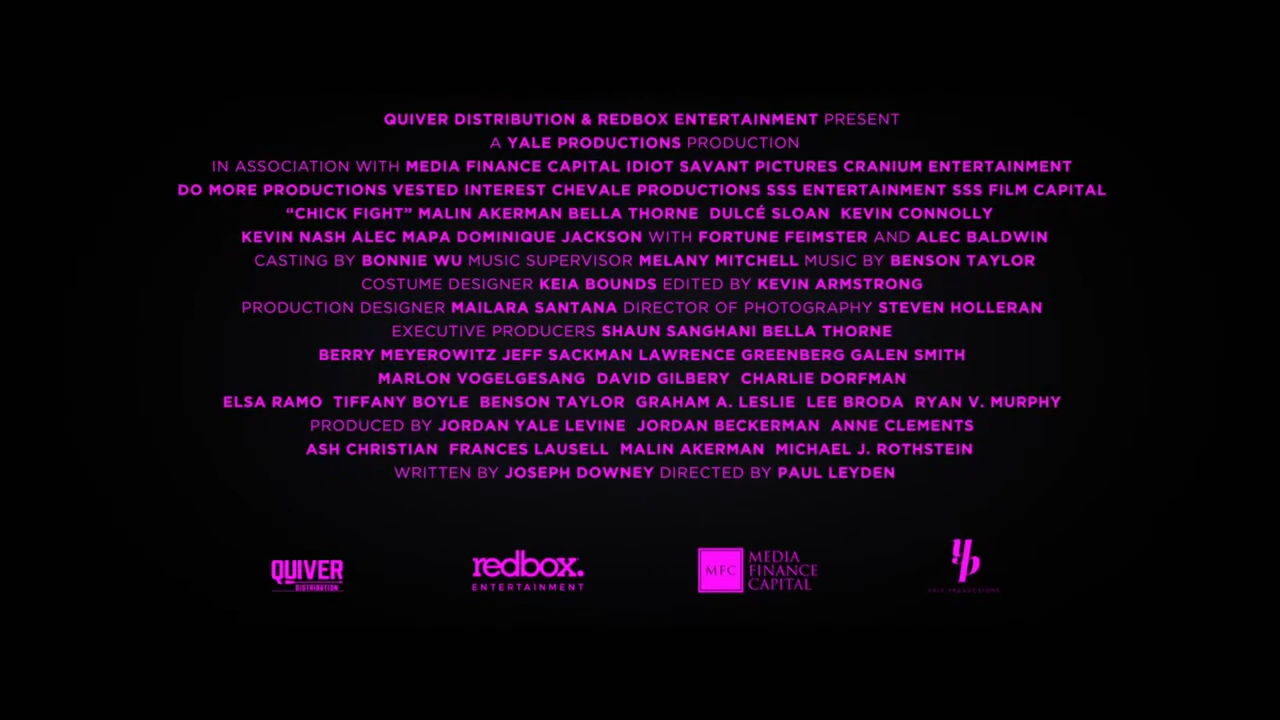 QUIVER DISTRIBUTION & REDBOX ENTERTAINMENT PRESENT
A YALE PRODUCTIONS PRODUCTION
IN ASSOCIATION WITH MEDIA FINANCE CAPITAL IDIOT SAVANT PICTURES CRANIUM ENTERTAINMENT
DO MORE PRODUCTIONS VESTED INTEREST CHEVALE PRODUCTIONS SSS ENTERTAINMENT SSS FILM CAPITAL
“CHICK FIGHT” MALIN AKERMAN BELLA THORNE DULCÉ SLOAN KEVIN CONNOLLY
KEVIN NASH ALEC MAPA DOMINIQUE JACKSON WITH FORTUNE FEIMSTER AND ALEC BALDWIN
CASTING BY BONNIE WU MUSIC SUPERVISOR MELANY MITCHELL MUSIC BY BENSON TAYLOR
COSTUME DESIGNER KEIA BOUNDS EDITED BY KEVIN ARMSTRONG
PRODUCTION DESIGNER MAILARA SANTANA DIRECTOR OF PHOTOGRAPHY STEVEN HOLLERAN
EXECUTIVE PRODUCERS SHAUN SANGHANI BELLA THORNE
BERRY MEYEROWITZ JEFF SACKMAN LAWRENCE GREENBERG GALEN SMITH
MARLON VOGELGESANG DAVID GILBERY CHARLIE DORFMAN
ELSA RAMO TIFFANY BOYLE BENSON TAYLOR GRAHAM A. LESLIE LEE BRODA RYAN V. MURPHY
PRODUCED BY JORDAN YALE LEVINE JORDAN BECKERMAN ANNE CLEMENTS
ASH CHRISTIAN FRANCES LAUSELL MALIN AKERMAN MICHAEL J. ROTHSTEIN
WRITTEN BY JOSEPH DOWNEY DIRECTED BY PAUL LEYDEN
QUIVER
DISTRIBUTION
redbox.
ENTERTAINMENT
MFC
MEDIA
FINANCE
CAPITAL
yp
PRODUCTIONS